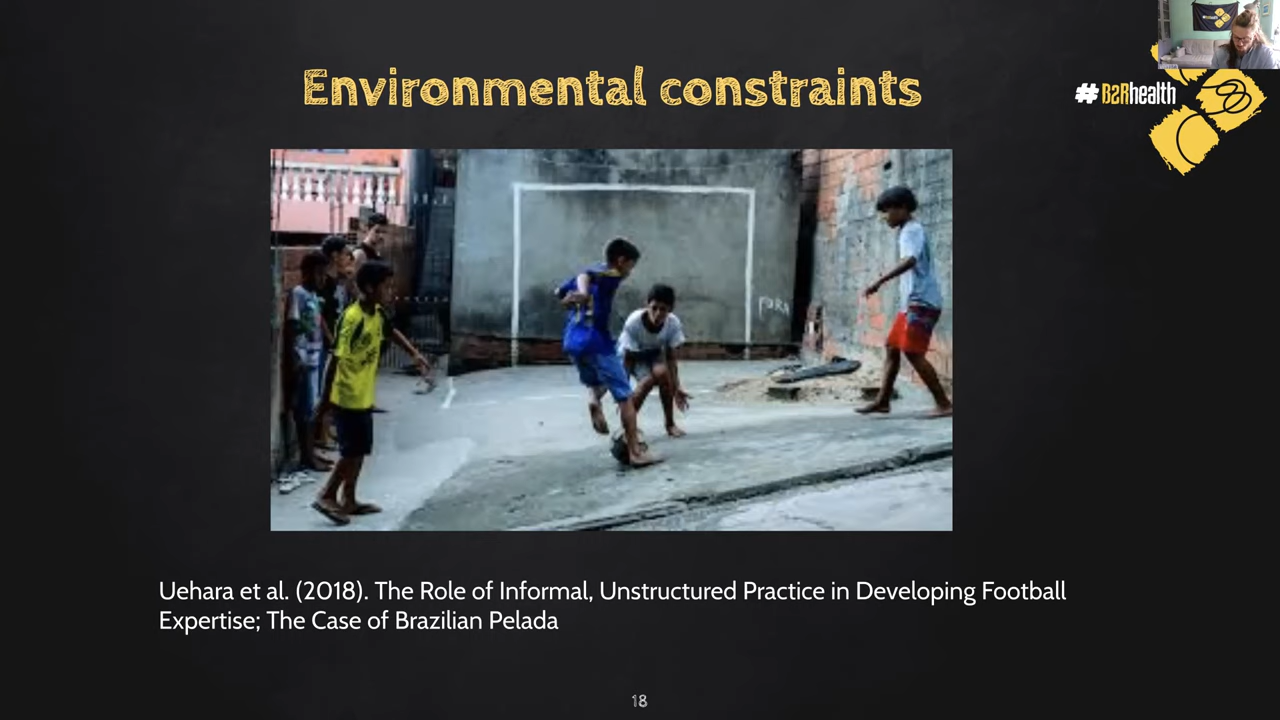 Environmental constraints
#B2Rhealth
FORA
Uehara et al. (2018). The Role of Informal, Unstructured Practice in Developing Football
Expertise; The Case of Brazilian Pelada
18